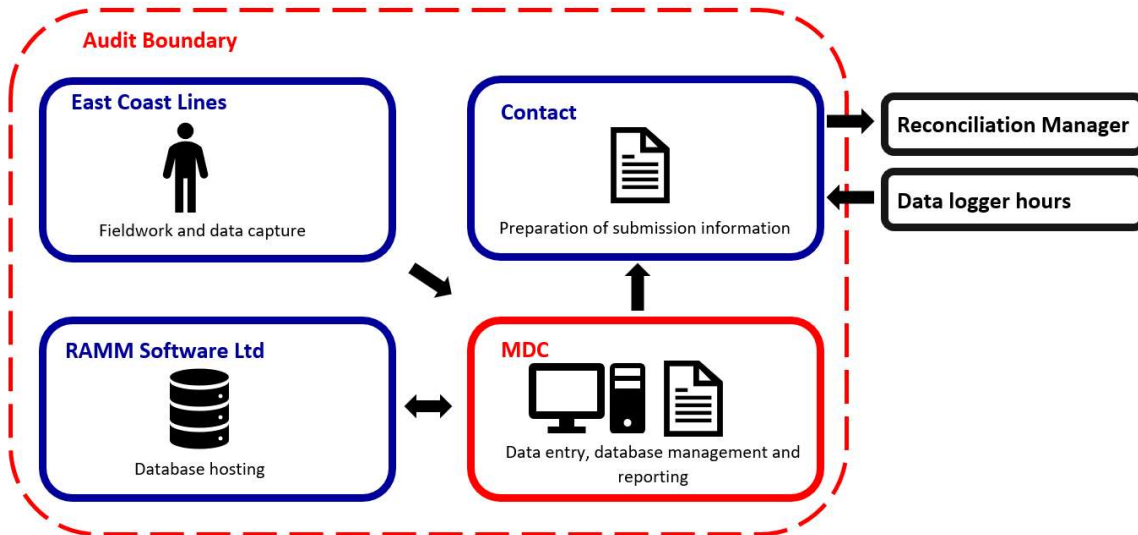 Audit Boundary
East Coast Lines
Fieldwork and data capture
Contact
Preparation of submission information
Reconciliation Manager
Data logger hours
RAMM Software Ltd
Database hosting
MDC
Data entry, database management and
reporting